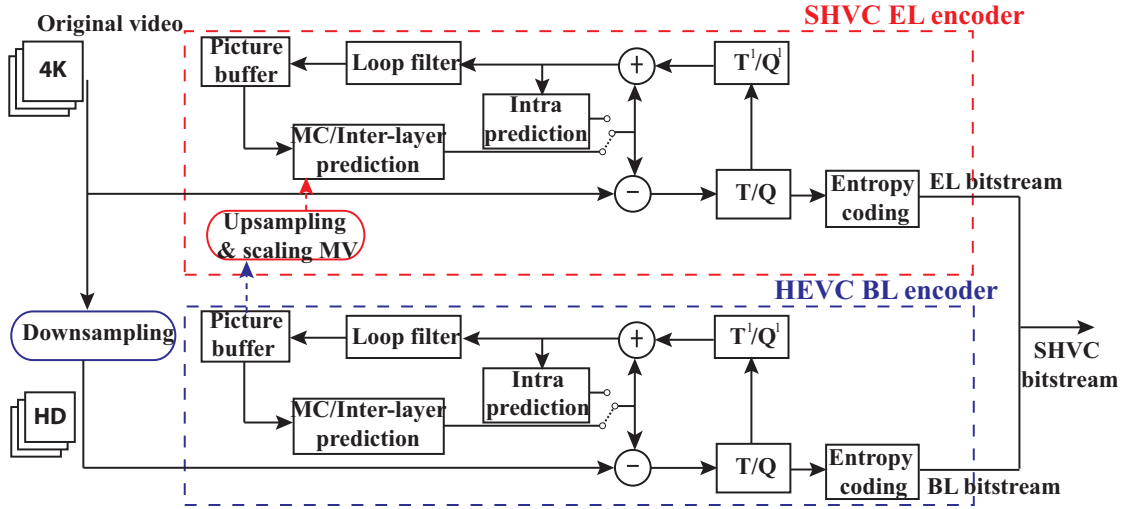 Original video
SHVC EL encoder
4K
Picture
buffer
Loop filter
+
T¹/Q¹
Intra
prediction
MC/Inter-layer
prediction
−
T/Q
Entropy
coding
EL bitstream
Upsampling
& scaling MV
HEVC BL encoder
Downsampling
Picture
buffer
Loop filter
+
T¹/Q¹
SHVC
bitstream
Intra
prediction
HD
MC/Inter-layer
prediction
−
T/Q
Entropy
coding
BL bitstream